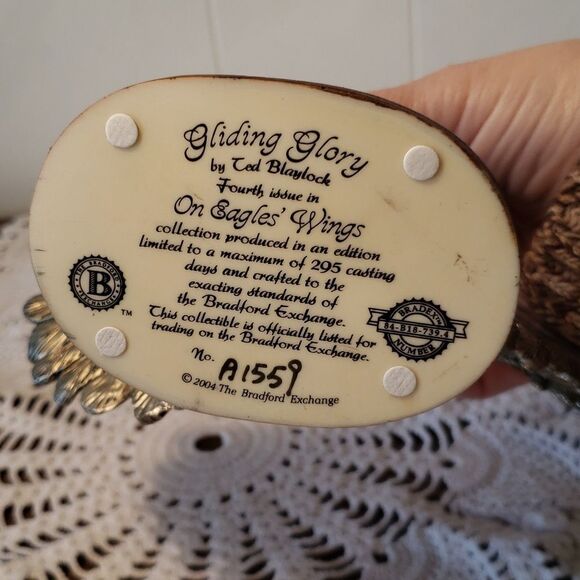 Gliding Glory
by Ted Blaylock
Fourth issue in
On Eagles' Wings
collection produced in an edition
limited to a maximum of 295 casting
days and crafted to the
exacting standards of
the Bradford Exchange.
This collectible is officially listed for
trading on the Bradford Exchange.
No. A1559
© 2004 The Bradford Exchange
THE BRADFORD
B
EXCHANGE
TM
BRADEX
84-B18-739.4
NUMBER